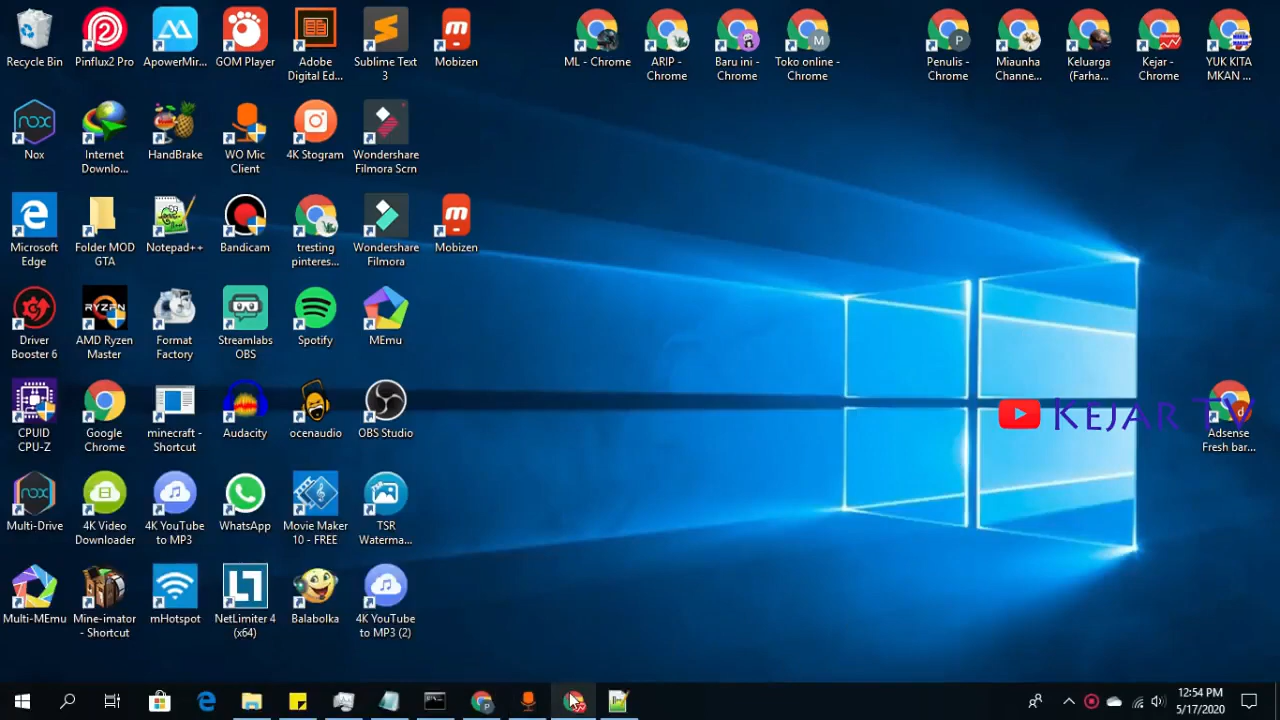 Recycle Bin
Pinflux2 Pro
ApowerMir...
GOM Player
Adobe
Digital Ed...
Sublime Text
3
Mobizen
ML - Chrome
ARIP -
Chrome
Baru ini -
Chrome
M
Toko online -
Chrome
P
Penulis -
Chrome
Miaunha
Channe...
Keluarga
(Farha...
Kejar -
Chrome
YUK KITA
MKAN ...
nox
Nox
Internet
Downlo...
HandBrake
WO Mic
Client
4K Stogram
Wondershare
Filmora Scrn
Microsoft
Edge
Folder MOD
GTA
Notepad++
Bandicam
tresting
pinteres...
Wondershare
Filmora
Mobizen
Driver
Booster 6
RYZEN
AMD Ryzen
Master
Format
Factory
Streamlabs
OBS
Spotify
MEmu
CPUID
CPU-Z
Google
Chrome
minecraft -
Shortcut
Audacity
ocenaudio
OBS Studio
KEJAR TV
d
Adsense
Fresh bar...
nox
Multi-Drive
4K Video
Downloader
4K YouTube
to MP3
WhatsApp
Movie Maker
10 - FREE
TSR
Waterma...
Multi-MEmu
Mine-imator
- Shortcut
mHotspot
NetLimiter 4
(x64)
Balabolka
4K YouTube
to MP3 (2)
12:54 PM
5/17/2020